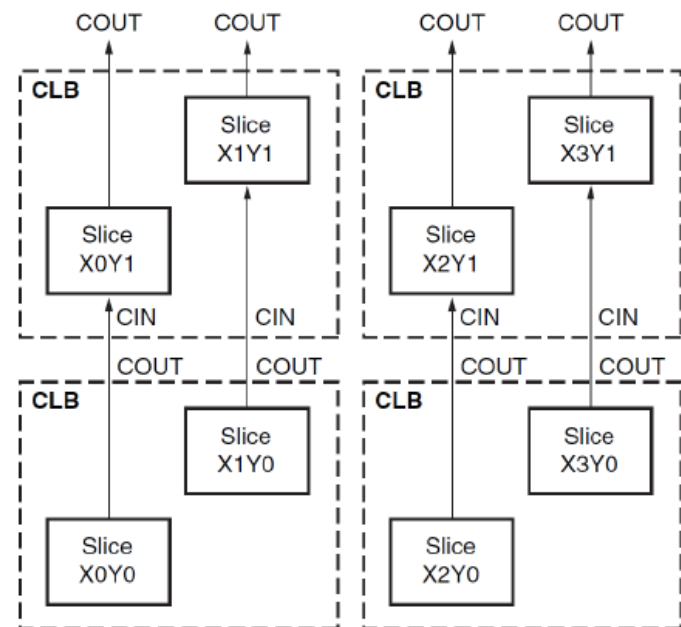 COUT COUT COUT COUT
CLB
Slice
X1Y1
Slice
X0Y1
CIN CIN
CLB
Slice
X3Y1
Slice
X2Y1
CIN CIN
COUT COUT COUT COUT
CLB
Slice
X1Y0
Slice
X0Y0
CLB
Slice
X3Y0
Slice
X2Y0